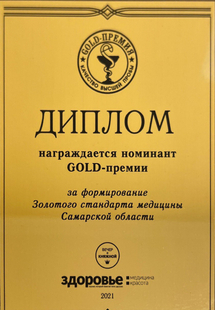 GOLD-ПРЕМИЯ
КАЧЕСТВО ВЫСШЕЙ ПРОБЫ
ДИПЛОМ
награждается номинант
GOLD-премии
за формирование
Золотого стандарта медицины
Самарской области
здоровье медицина
красота
2021